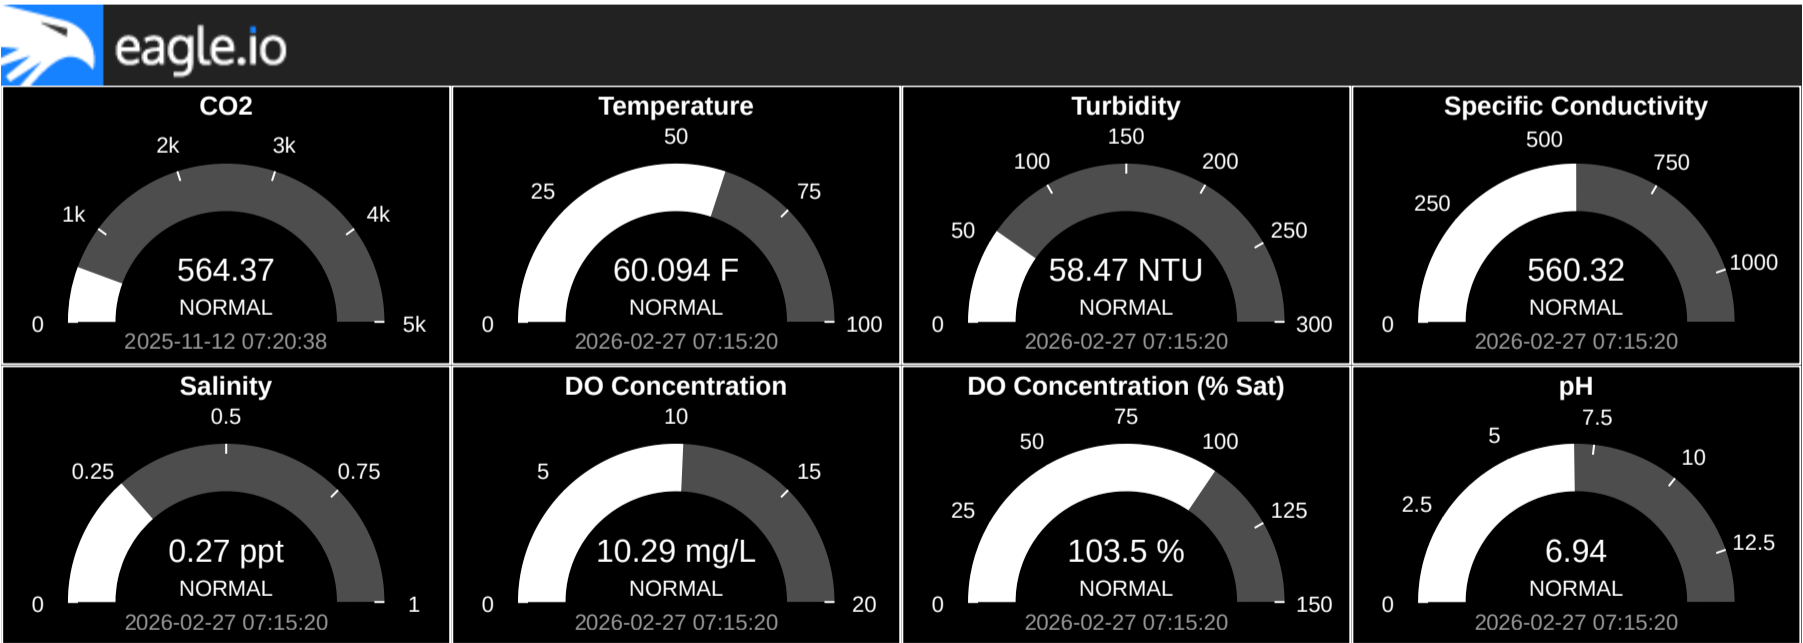 eagle.io
CO2
0
1k
2k
3k
4k
5k
564.37
NORMAL
2025-11-12 07:20:38
Temperature
0
25
50
75
100
60.094 F
NORMAL
2026-02-27 07:15:20
Turbidity
0
50
100
150
200
250
300
58.47 NTU
NORMAL
2026-02-27 07:15:20
Specific Conductivity
0
250
500
750
1000
560.32
NORMAL
2026-02-27 07:15:20
Salinity
0
0.25
0.5
0.75
1
0.27 ppt
NORMAL
2026-02-27 07:15:20
DO Concentration
0
5
10
15
20
10.29 mg/L
NORMAL
2026-02-27 07:15:20
DO Concentration (% Sat)
0
25
50
75
100
125
150
103.5 %
NORMAL
2026-02-27 07:15:20
pH
0
2.5
5
7.5
10
12.5
6.94
NORMAL
2026-02-27 07:15:20